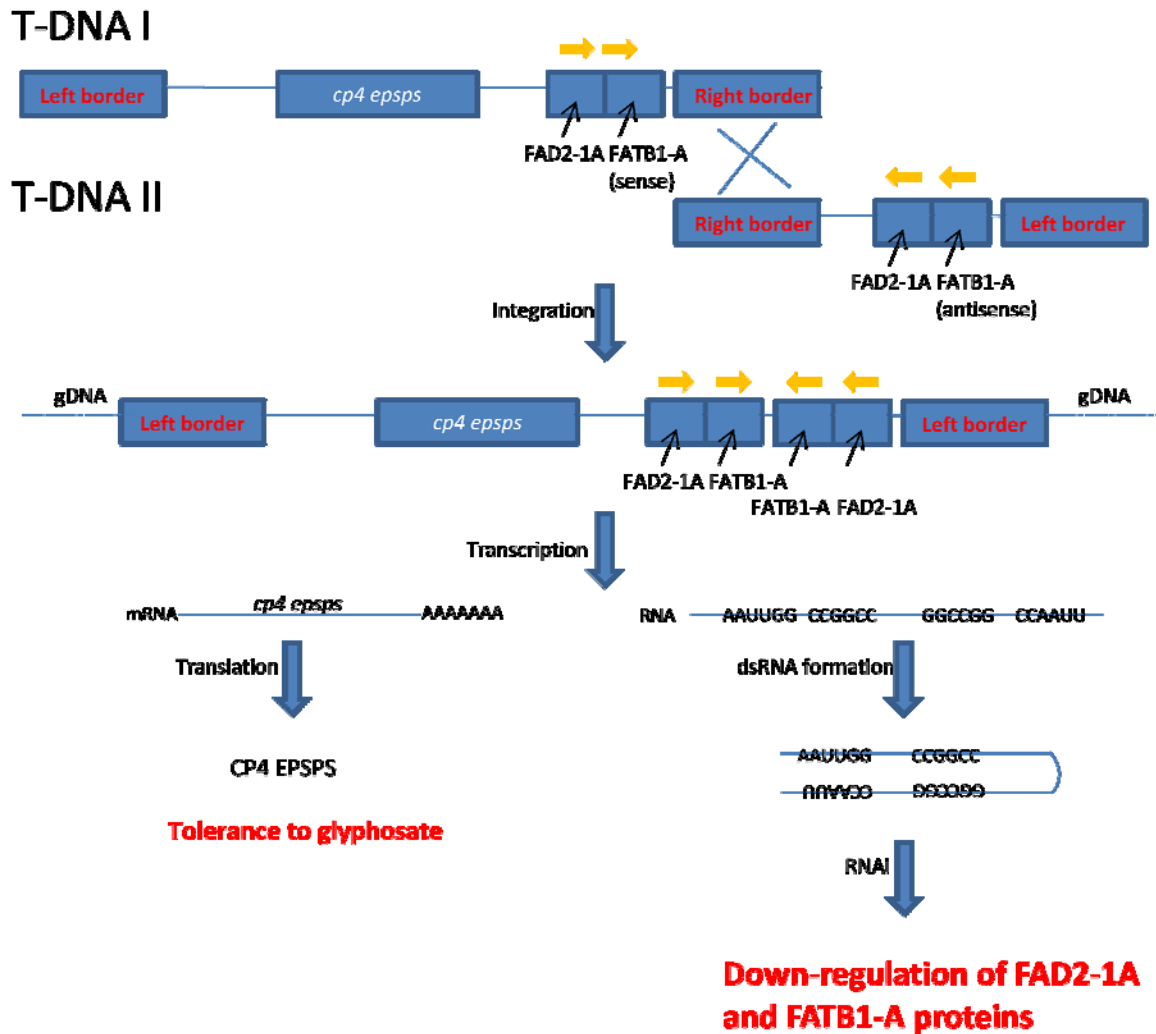 T-DNA I
Left border
cp4 epsps
Right border
FAD2-1A FATB1-A
(sense)
T-DNA II
Right border
Left border
FAD2-1A FATB1-A
(antisense)
Integration
gDNA
gDNA
Left border
cp4 epsps
Left border
FAD2-1A FATB1-A
FATB1-A FAD2-1A
Transcription
mRNA cp4 epsps AAAAAAA
RNA AAUUGG CCGGCC GGCCGG CCAAUU
Translation
dsRNA formation
AAUUGG CCGGCC
CCAAUU GGCCGG
CP4 EPSPS
Tolerance to glyphosate
RNAi
Down-regulation of FAD2-1A
and FATB1-A proteins